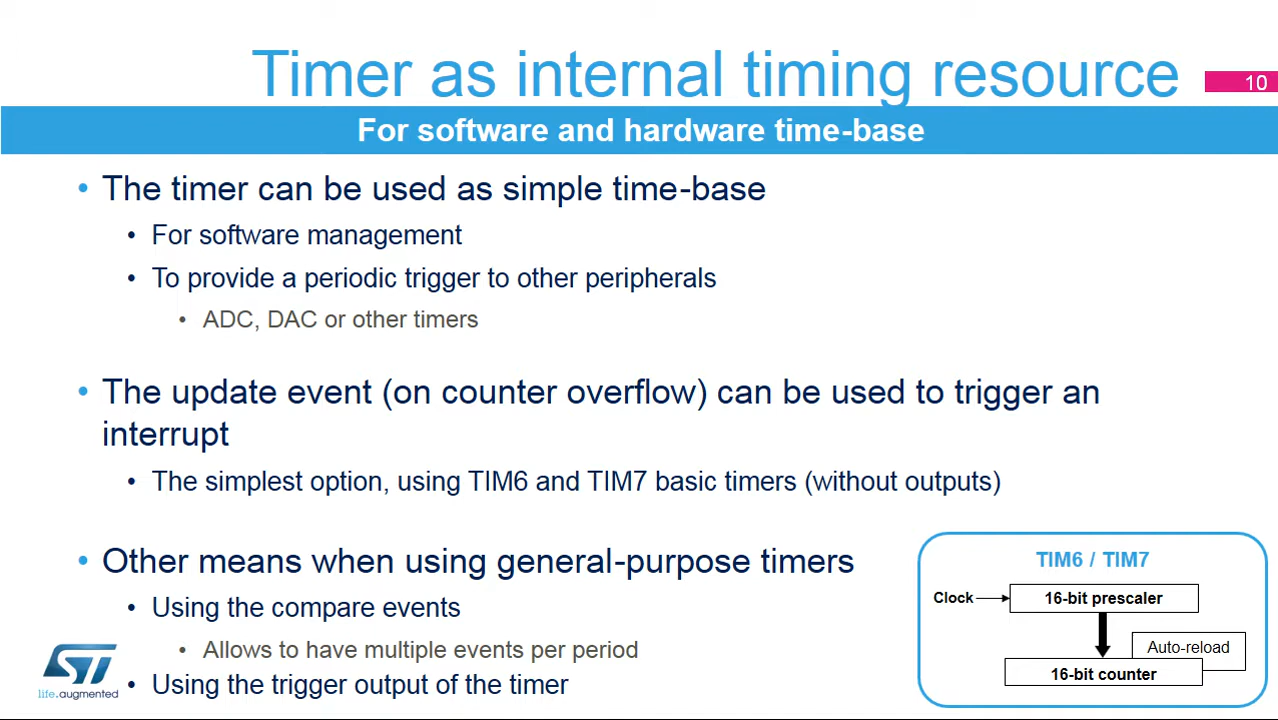 Timer as internal timing resource
10
For software and hardware time-base
• The timer can be used as simple time-base
• For software management
• To provide a periodic trigger to other peripherals
• ADC, DAC or other timers
• The update event (on counter overflow) can be used to trigger an
interrupt
• The simplest option, using TIM6 and TIM7 basic timers (without outputs)
• Other means when using general-purpose timers
• Using the compare events
• Allows to have multiple events per period
• Using the trigger output of the timer
TIM6 / TIM7
Clock
16-bit prescaler
Auto-reload
16-bit counter
ST
life.augmented